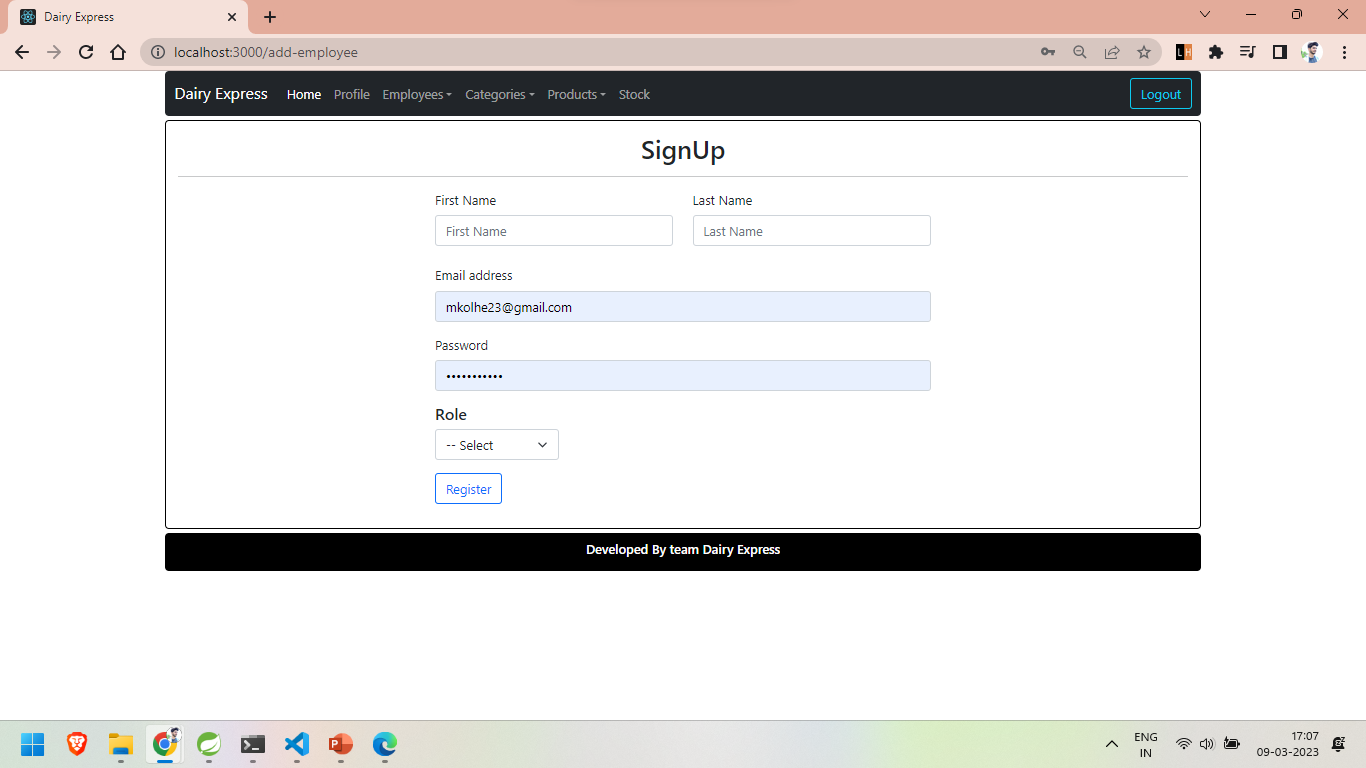 Dairy Express
localhost:3000/add-employee
L H
Dairy Express Home Profile Employees Categories Products Stock Logout
SignUp
First Name Last Name
First Name Last Name
Email address
mkolhe23@gmail.com
Password
•••••••••••
Role
-- Select
Register
Developed By team Dairy Express
ENG 17:07
IN 09-03-2023